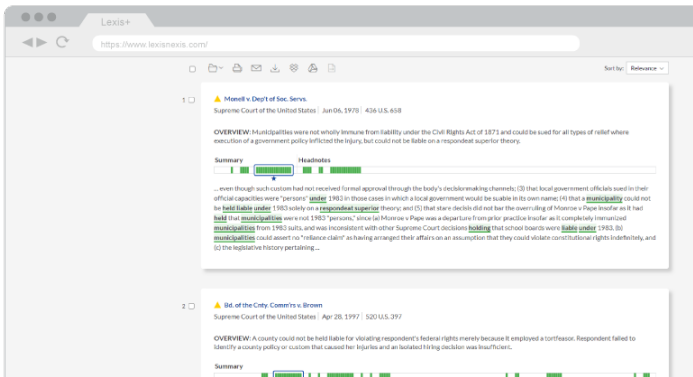 Lexis+
https://www.lexisnexis.com/
Sort by: Relevance
1 Monell v. Dep't of Soc. Servs.
Supreme Court of the United States | Jun 06, 1978 | 436 U.S. 658
OVERVIEW: Municipalities were not wholly immune from liability under the Civil Rights Act of 1871 and could be sued for all types of relief where
execution of a government policy inflicted the injury, but could not be liable on a respondeat superior theory.
Summary Headnotes
... even though such custom had not received formal approval through the body's decisionmaking channels; (3) that local government officials sued in their
official capacities were "persons" under 1983 in those cases in which a local government would be suable in its own name; (4) that a municipality could not
be held liable under 1983 solely on a respondeat superior theory; and (5) that stare decisis did not bar the overruling of Monroe v Pape insofar as it had
held that municipalities were not 1983 "persons," since (a) Monroe v Pape was a departure from prior practice insofar as it completely immunized
municipalities from 1983 suits, and was inconsistent with other Supreme Court decisions holding that school boards were liable under 1983, (b)
municipalities could assert no "reliance claim" as having arranged their affairs on an assumption that they could violate constitutional rights indefinitely, and
(c) the legislative history pertaining ...
2 Bd. of the Cnty. Comm'rs v. Brown
Supreme Court of the United States | Apr 28, 1997 | 520 U.S. 397
OVERVIEW: A county could not be held liable for violating respondent's federal rights merely because it employed a tortfeasor. Respondent failed to
identify a county policy or custom that caused her injuries and an isolated hiring decision was insufficient.
Summary